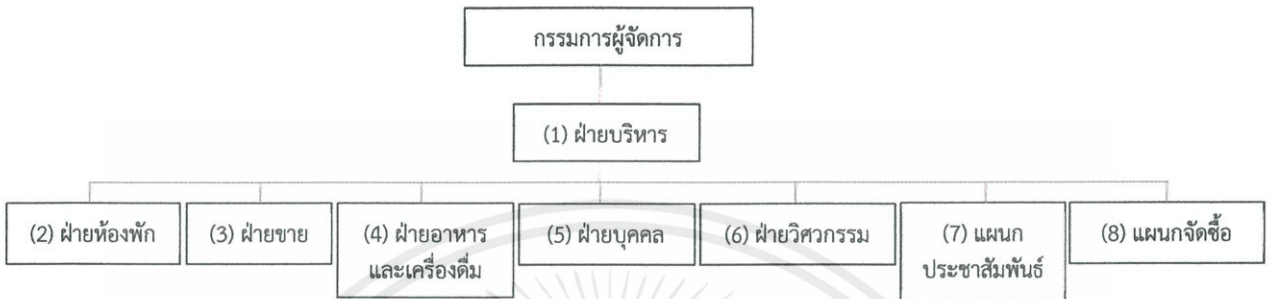 กรรมการผู้จัดการ
(1) ฝ่ายบริหาร
(2) ฝ่ายห้องพัก
(3) ฝ่ายขาย
(4) ฝ่ายอาหาร
และเครื่องดื่ม
(5) ฝ่ายบุคคล
(6) ฝ่ายวิศวกรรม
(7) แผนก
ประชาสัมพันธ์
(8) แผนกจัดซื้อ